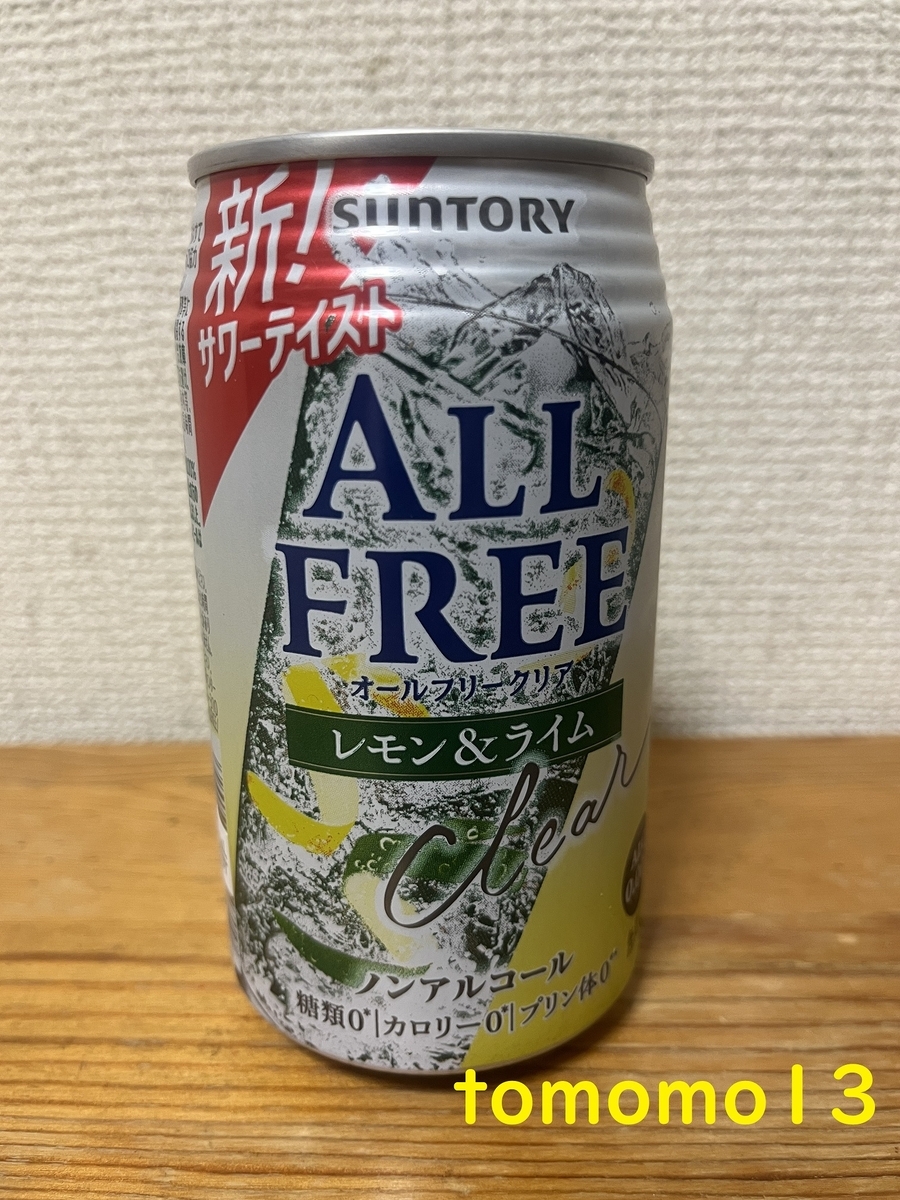 新!
サワーテイスト
SUNTORY
ALL
FREE
オールフリークリア
レモン&ライム
clear
ノンアルコール
糖類0*|カロリー0*|プリン体0**
tomomo13